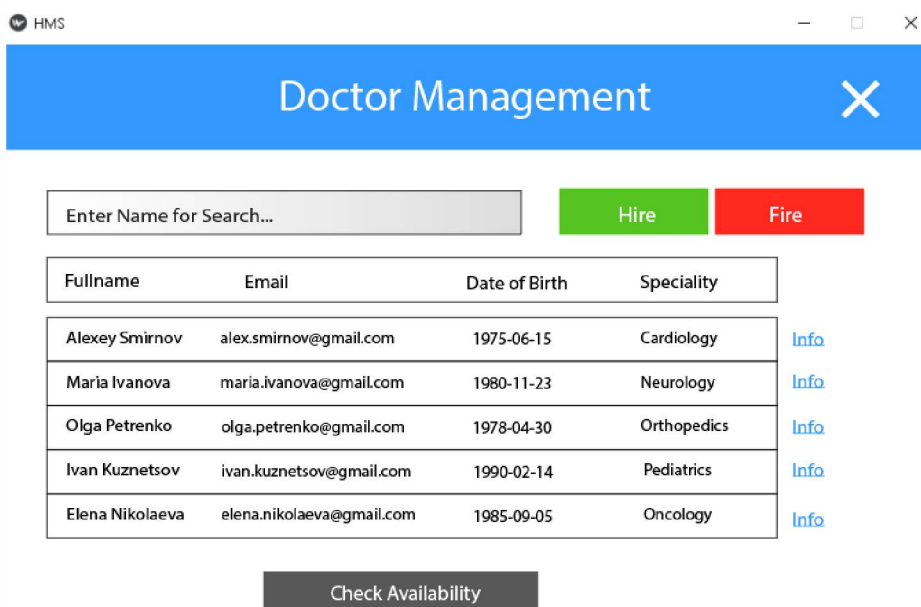 HMS
Doctor Management
Enter Name for Search... Hire Fire
Fullname Email Date of Birth Speciality
Alexey Smirnov alex.smirnov@gmail.com 1975-06-15 Cardiology Info
Maria Ivanova maria.ivanova@gmail.com 1980-11-23 Neurology Info
Olga Petrenko olga.petrenko@gmail.com 1978-04-30 Orthopedics Info
Ivan Kuznetsov ivan.kuznetsov@gmail.com 1990-02-14 Pediatrics Info
Elena Nikolaeva elena.nikolaeva@gmail.com 1985-09-05 Oncology Info
Check Availability